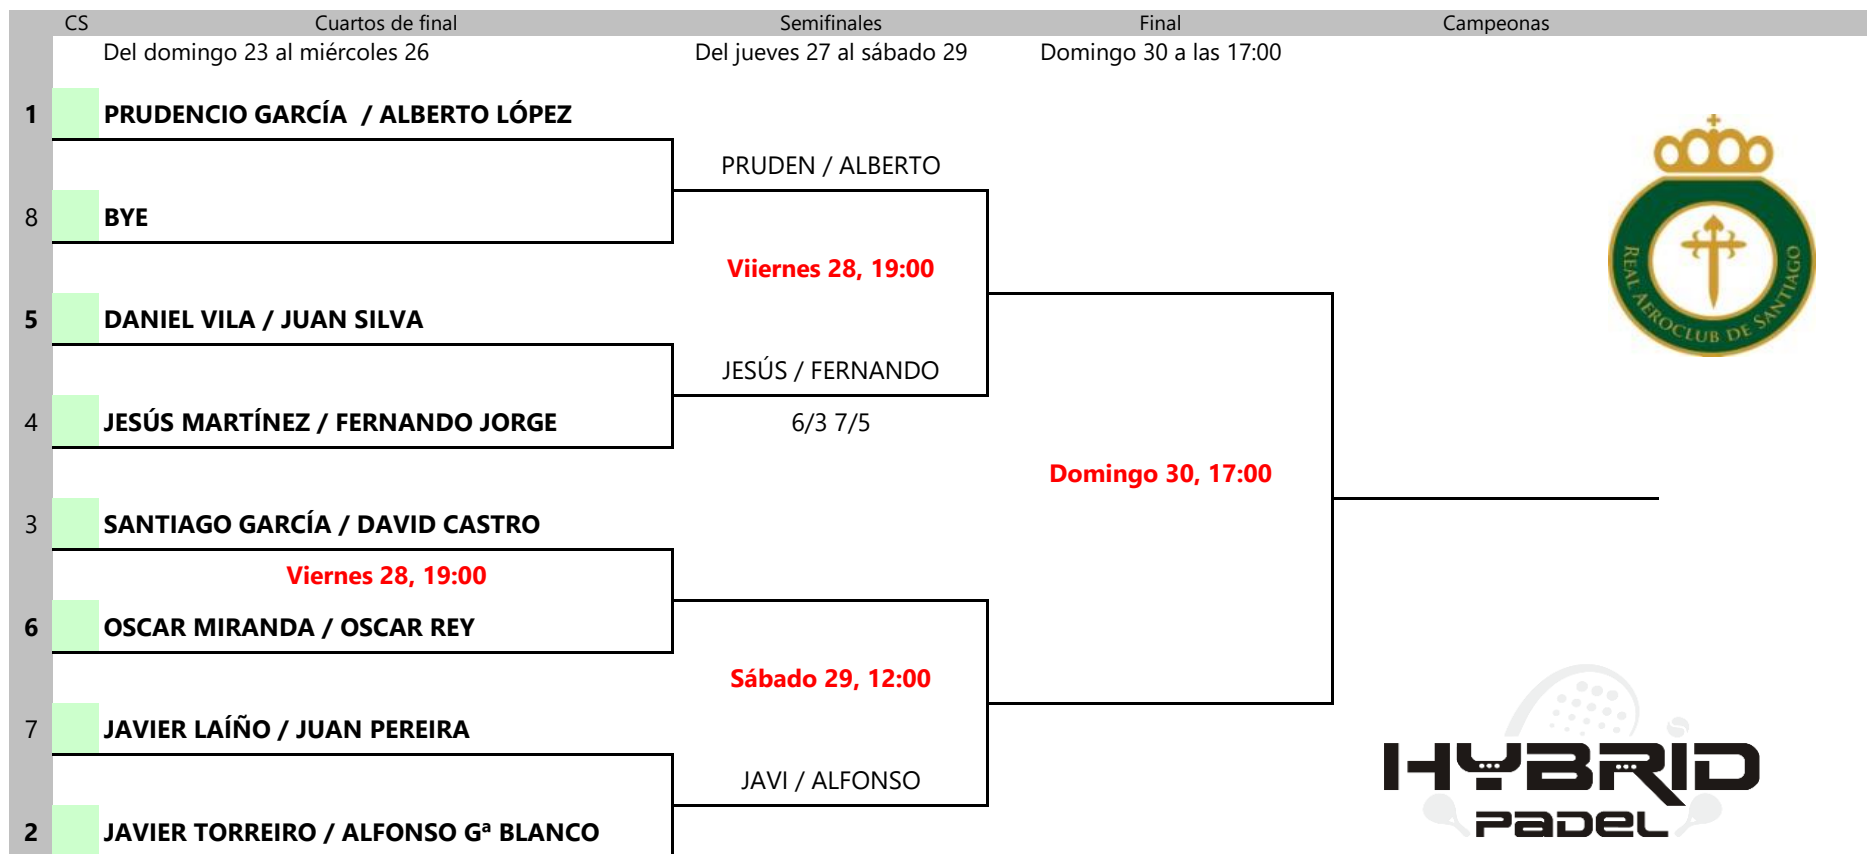 CS Cuartos de final Semifinales Final Campeonas
Del domingo 23 al miércoles 26 Del jueves 27 al sábado 29 Domingo 30 a las 17:00
1 PRUDENCIO GARCÍA / ALBERTO LÓPEZ
PRUDEN / ALBERTO
8 BYE
Viiernes 28, 19:00
5 DANIEL VILA / JUAN SILVA
JESÚS / FERNANDO
4 JESÚS MARTÍNEZ / FERNANDO JORGE 6/3 7/5
Domingo 30, 17:00
3 SANTIAGO GARCÍA / DAVID CASTRO
Viernes 28, 19:00
6 OSCAR MIRANDA / OSCAR REY
Sábado 29, 12:00
7 JAVIER LAÍÑO / JUAN PEREIRA
JAVI / ALFONSO
2 JAVIER TORREIRO / ALFONSO Gª BLANCO
REAL AEROCLUB DE SANTIAGO
HYBRID
PADEL